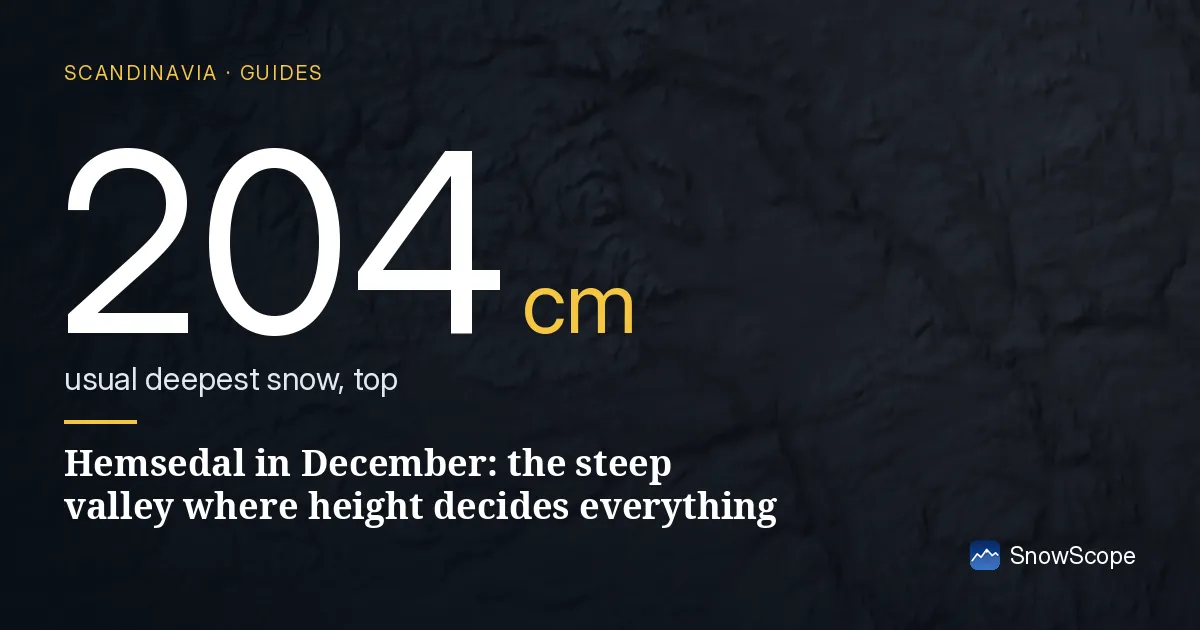 SCANDINAVIA · GUIDES
204 cm
usual deepest snow, top
Hemsedal in December: the steep
valley where height decides everything
SnowScope